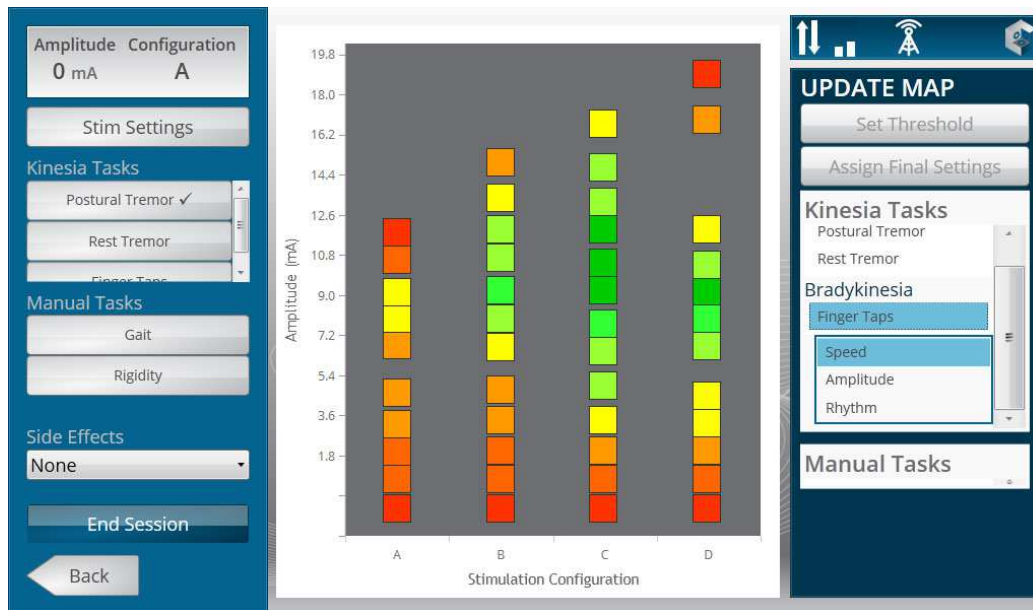 Amplitude Configuration
0 mA A
Stim Settings
Kinesia Tasks
Postural Tremor ✓
Rest Tremor
Finger Taps
Manual Tasks
Gait
Rigidity
Side Effects
None
End Session
Back
19.8
18.0
16.2
14.4
12.6
10.8
9.0
7.2
5.4
3.6
1.8
Amplitude (mA)
A B C D
Stimulation Configuration
UPDATE MAP
Set Threshold
Assign Final Settings
Kinesia Tasks
Postural Tremor
Rest Tremor
Bradykinesia
Finger Taps
Speed
Amplitude
Rhythm
Manual Tasks